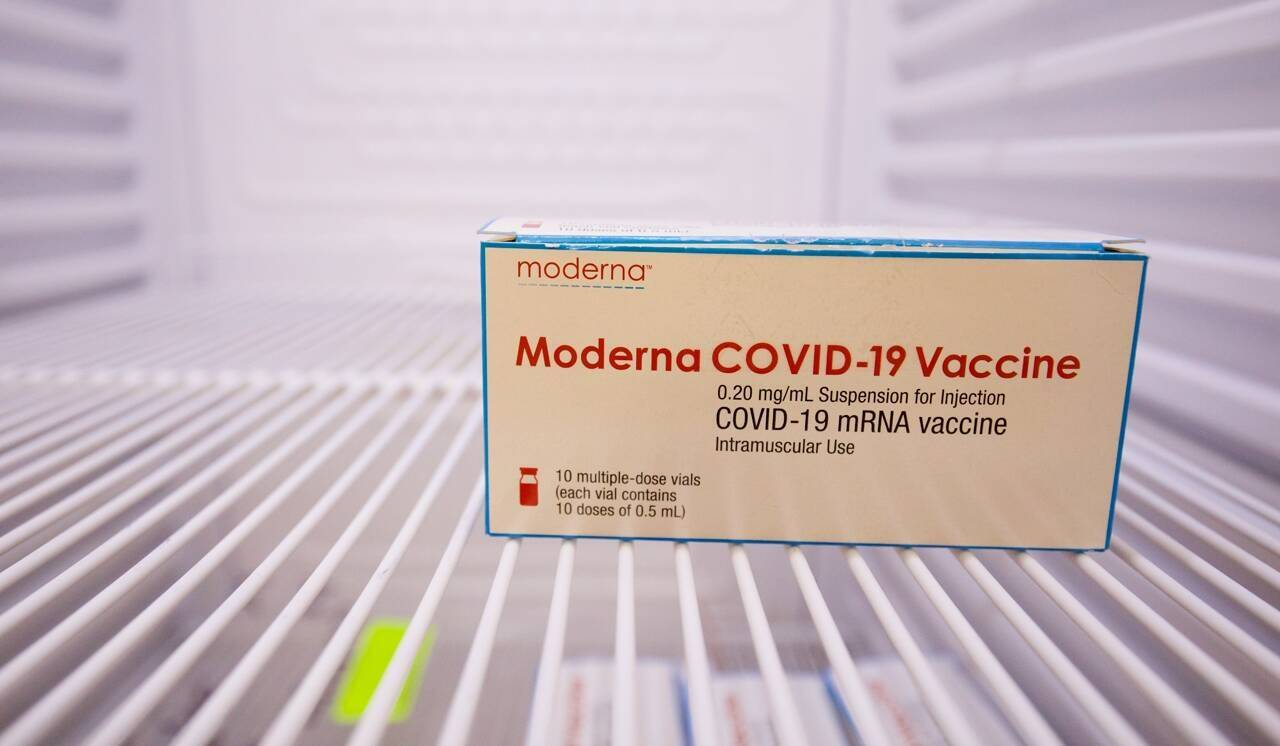 moderna™
Moderna COVID-19 Vaccine
0.20 mg/mL Suspension for Injection
COVID-19 mRNA vaccine
Intramuscular Use
10 multiple-dose vials
(each vial contains
10 doses of 0.5 mL)